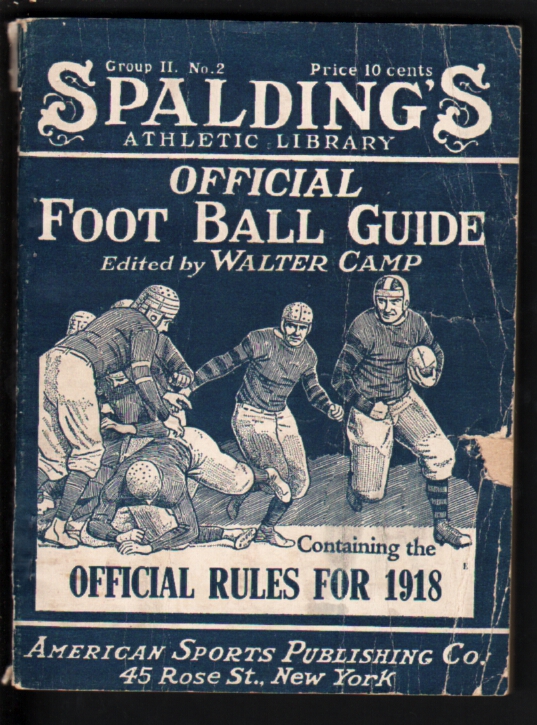 Group II. No. 2 Price 10 cents
SPALDING'S
ATHLETIC LIBRARY
OFFICIAL
FOOT BALL GUIDE
Edited by WALTER CAMP
Containing the
OFFICIAL RULES FOR 1918
AMERICAN SPORTS PUBLISHING CO.
45 Rose St., New York